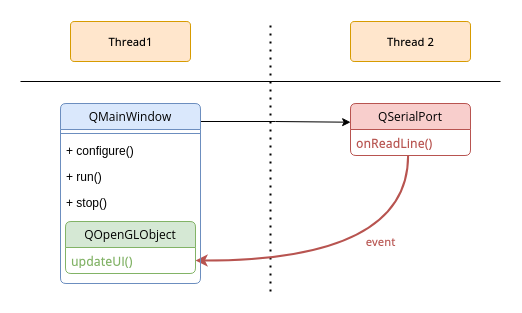 Thread1
Thread 2
QMainWindow
+ configure()
+ run()
+ stop()
QOpenGLObject
updateUI()
QSerialPort
onReadLine()
event